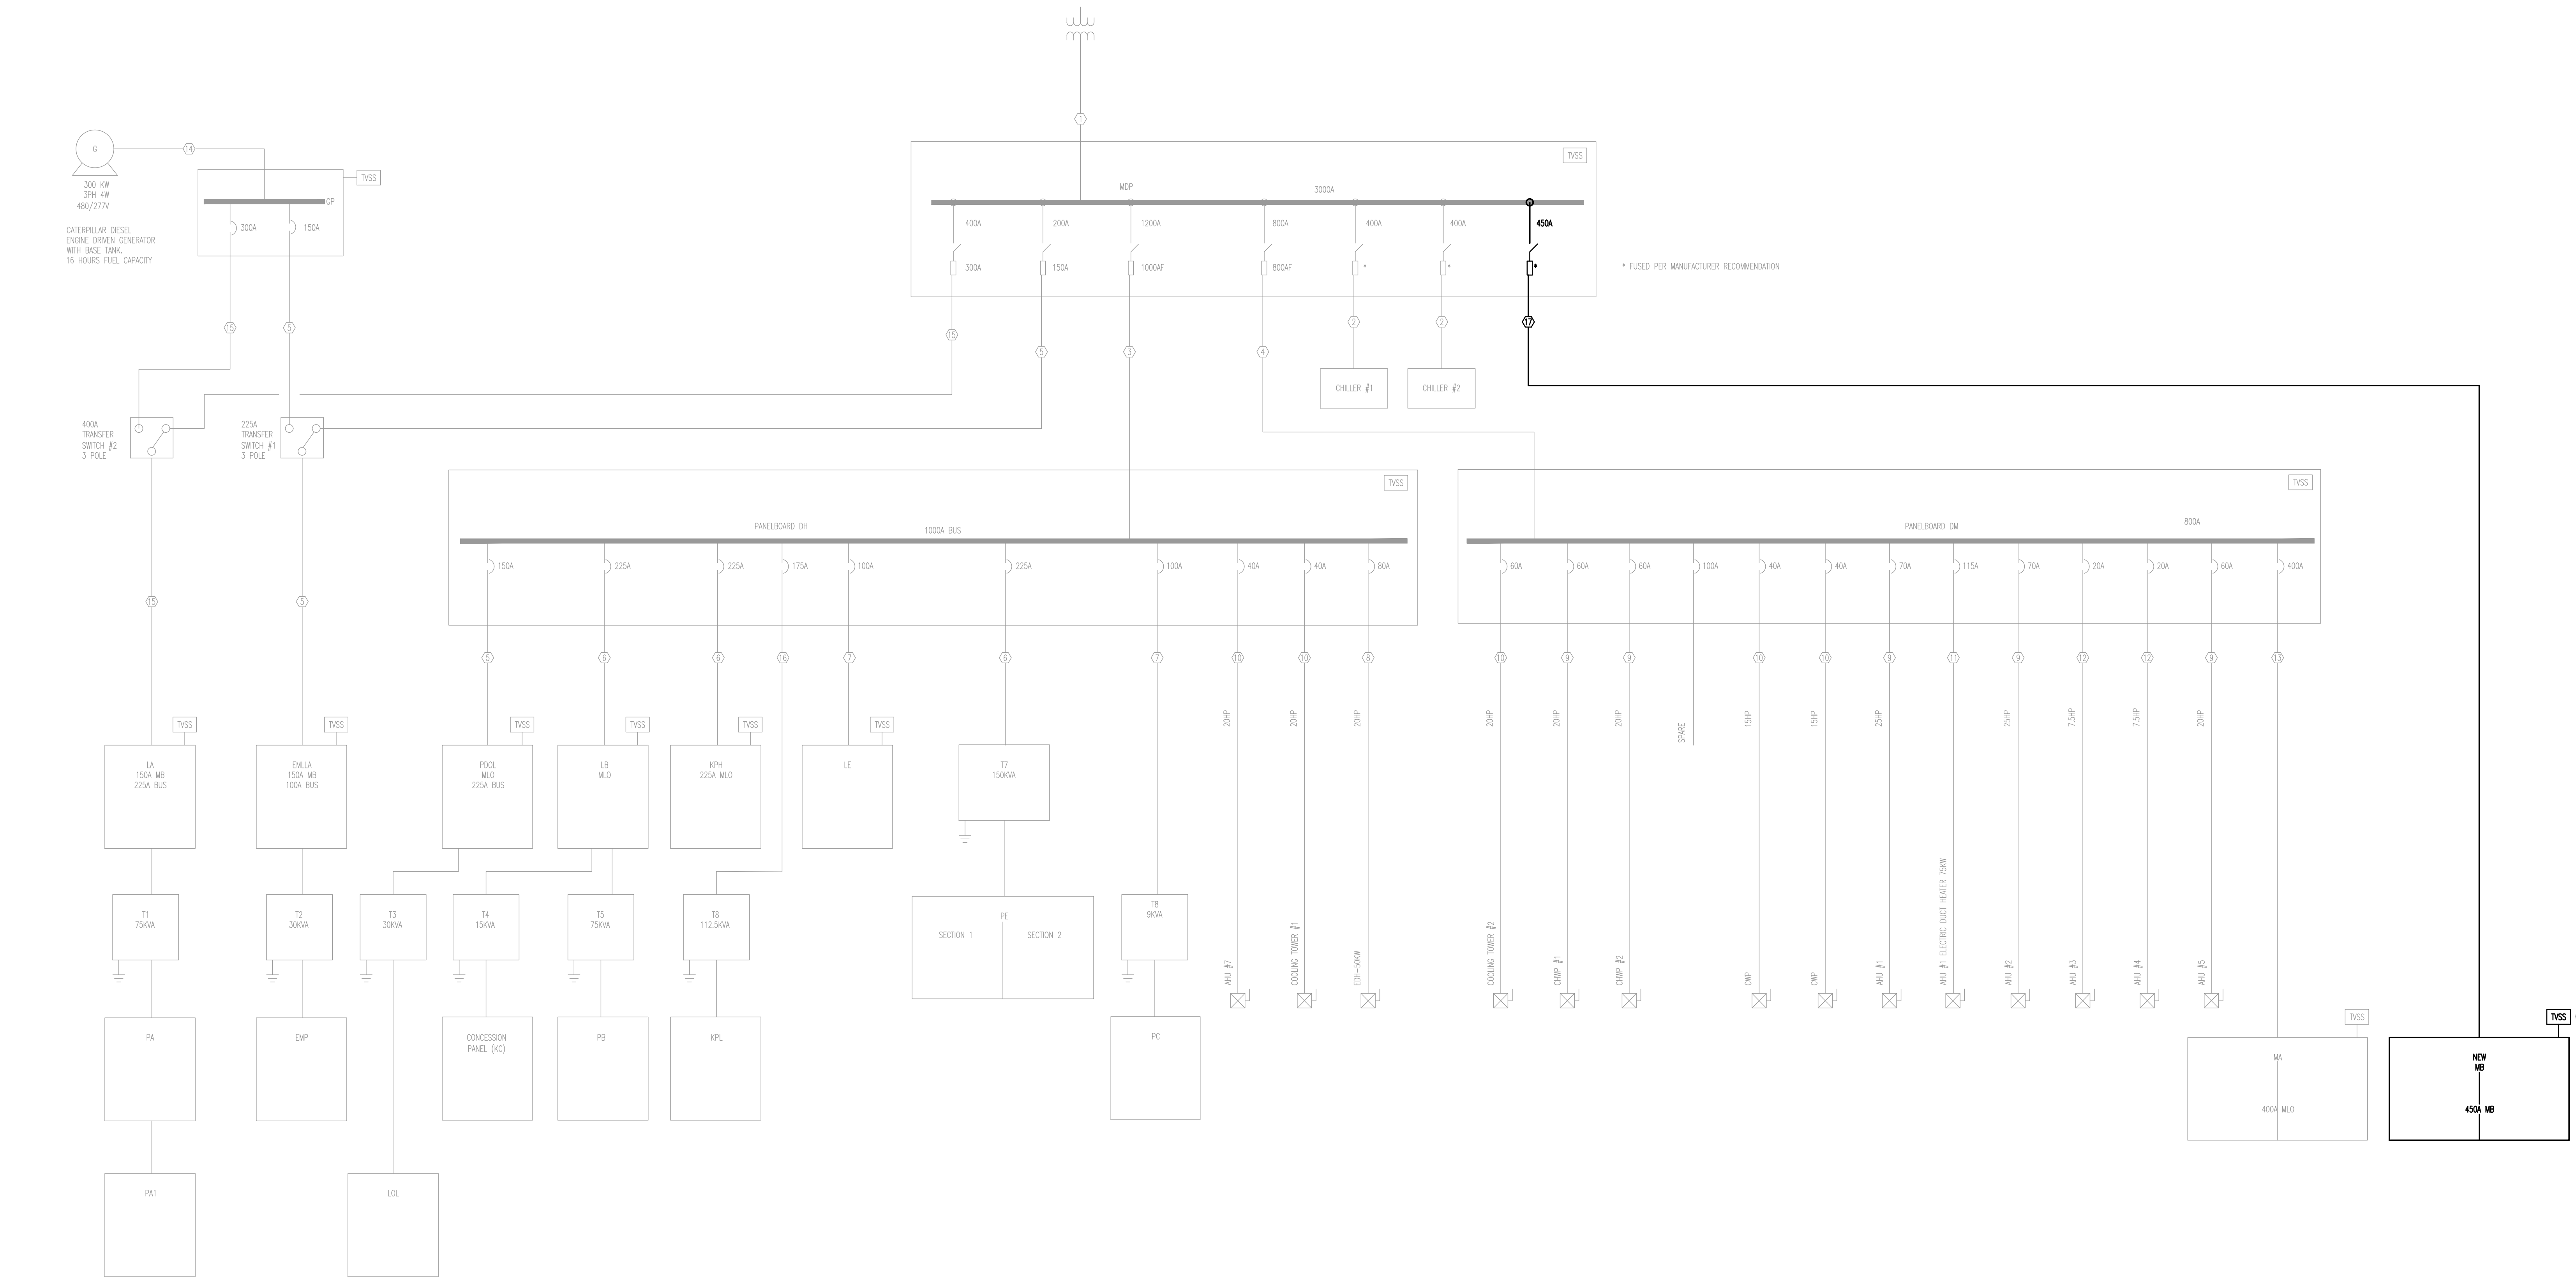 1
G
14
300 KW
3PH 4W
480/277V
TVSS
GP
300A
150A
CATERPILLAR DIESEL
ENGINE DRIVEN GENERATOR
WITH BASE TANK.
16 HOURS FUEL CAPACITY
TVSS
MDP
3000A
400A
200A
1200A
800A
400A
400A
450A
300A
150A
1000AF
800AF
*
*
*
* FUSED PER MANUFACTURER RECOMMENDATION
15
5
15
5
3
4
2
2
17
CHILLER #1
CHILLER #2
400A
TRANSFER
SWITCH #2
3 POLE
225A
TRANSFER
SWITCH #1
3 POLE
TVSS
PANELBOARD DH
1000A BUS
150A
225A
225A
175A
100A
225A
100A
40A
40A
80A
TVSS
PANELBOARD DM
800A
60A
60A
60A
100A
40A
40A
70A
115A
70A
20A
20A
60A
400A
15
5
5
6
6
16
7
6
7
10
10
8
10
9
9
10
10
9
11
9
12
12
9
13
20HP
20HP
20HP
20HP
20HP
20HP
SPARE
15HP
15HP
25HP
25HP
7.5HP
7.5HP
20HP
TVSS
TVSS
TVSS
TVSS
TVSS
TVSS
LA
150A MB
225A BUS
EMLLA
150A MB
100A BUS
PDOL
MLO
225A BUS
LB
MLO
KPH
225A MLO
LE
T7
150KVA
T1
75KVA
T2
30KVA
T3
30KVA
T4
15KVA
T5
75KVA
T8
112.5KVA
PE
SECTION 1
SECTION 2
T8
9KVA
AHU #7
COOLING TOWER #1
EDH-50KW
COOLING TOWER #2
CHWP #1
CHWP #2
CWP
CWP
AHU #1
AHU #1 ELECTRIC DUCT HEATER 75KW
AHU #2
AHU #3
AHU #4
AHU #5
PA
EMP
CONCESSION
PANEL (KC)
PB
KPL
PC
TVSS
MA
400A MLO
TVSS
NEW
MB
450A MB
PA1
LOL